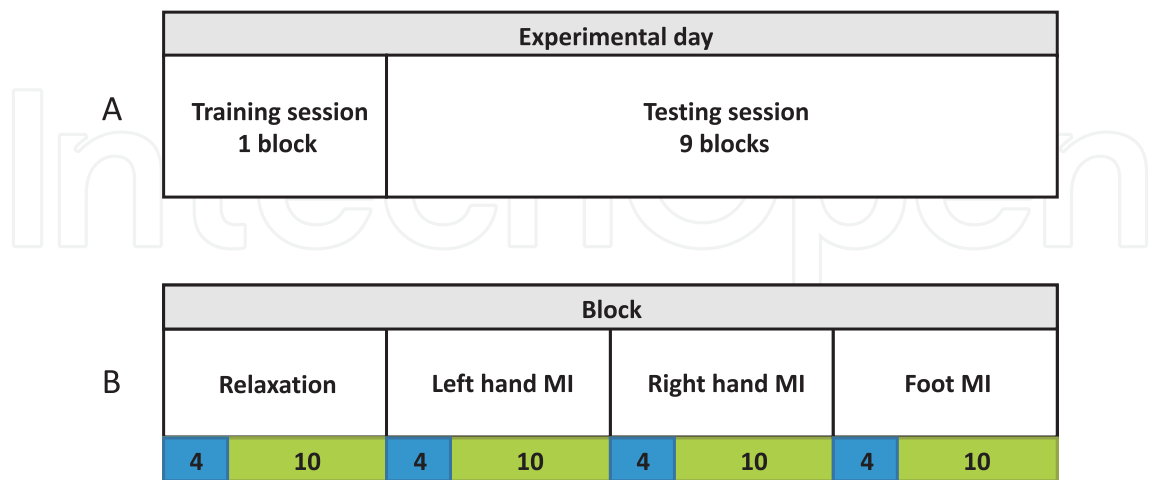 Experimental day
A
Training session
1 block
Testing session
9 blocks
IntechOpen
Block
B
Relaxation
Left hand MI
Right hand MI
Foot MI
4 10 4 10 4 10 4 10